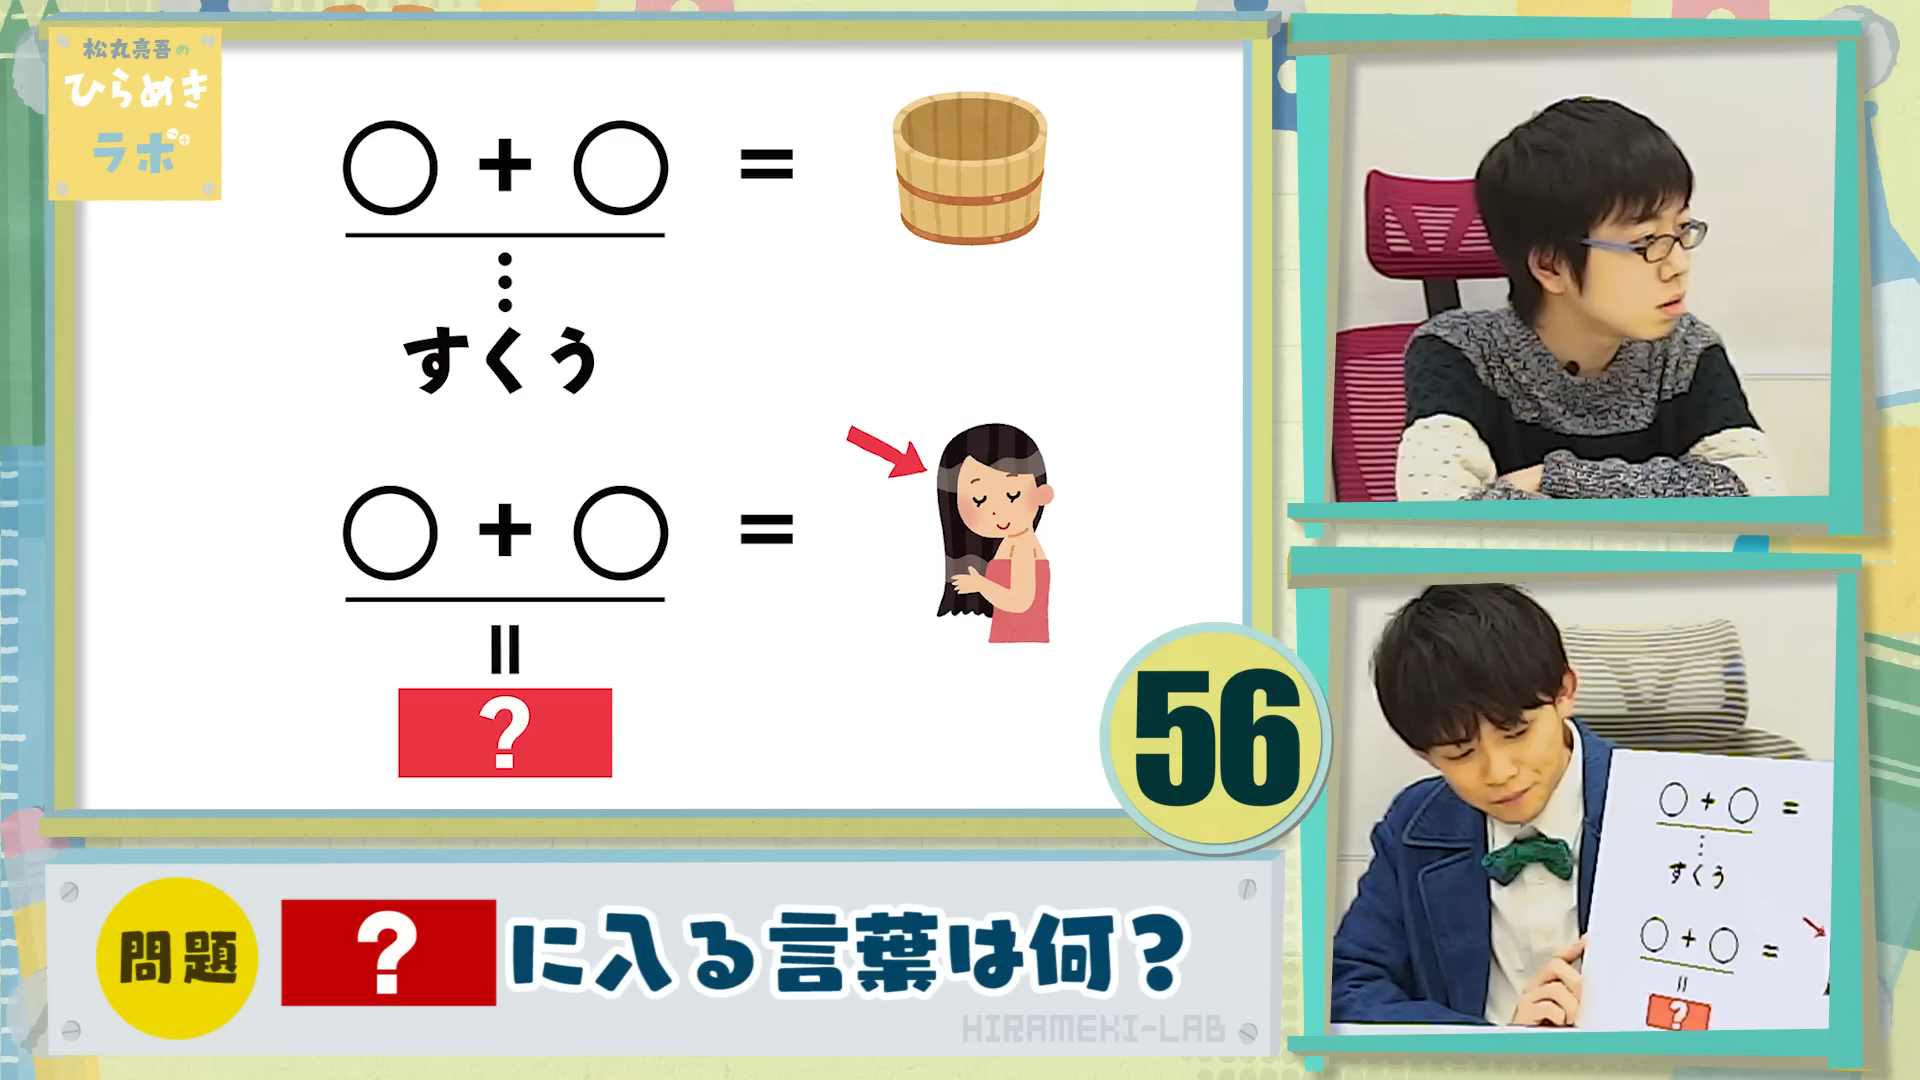 松丸亮吾の
ひらめき
ラボ
○ + ○ =
すくう
○ + ○ =
=
?
56
問題 ? に入る言葉は何?
HIRAMEKI-LAB
○ + ○ =
すくう
○ + ○ =
=
?